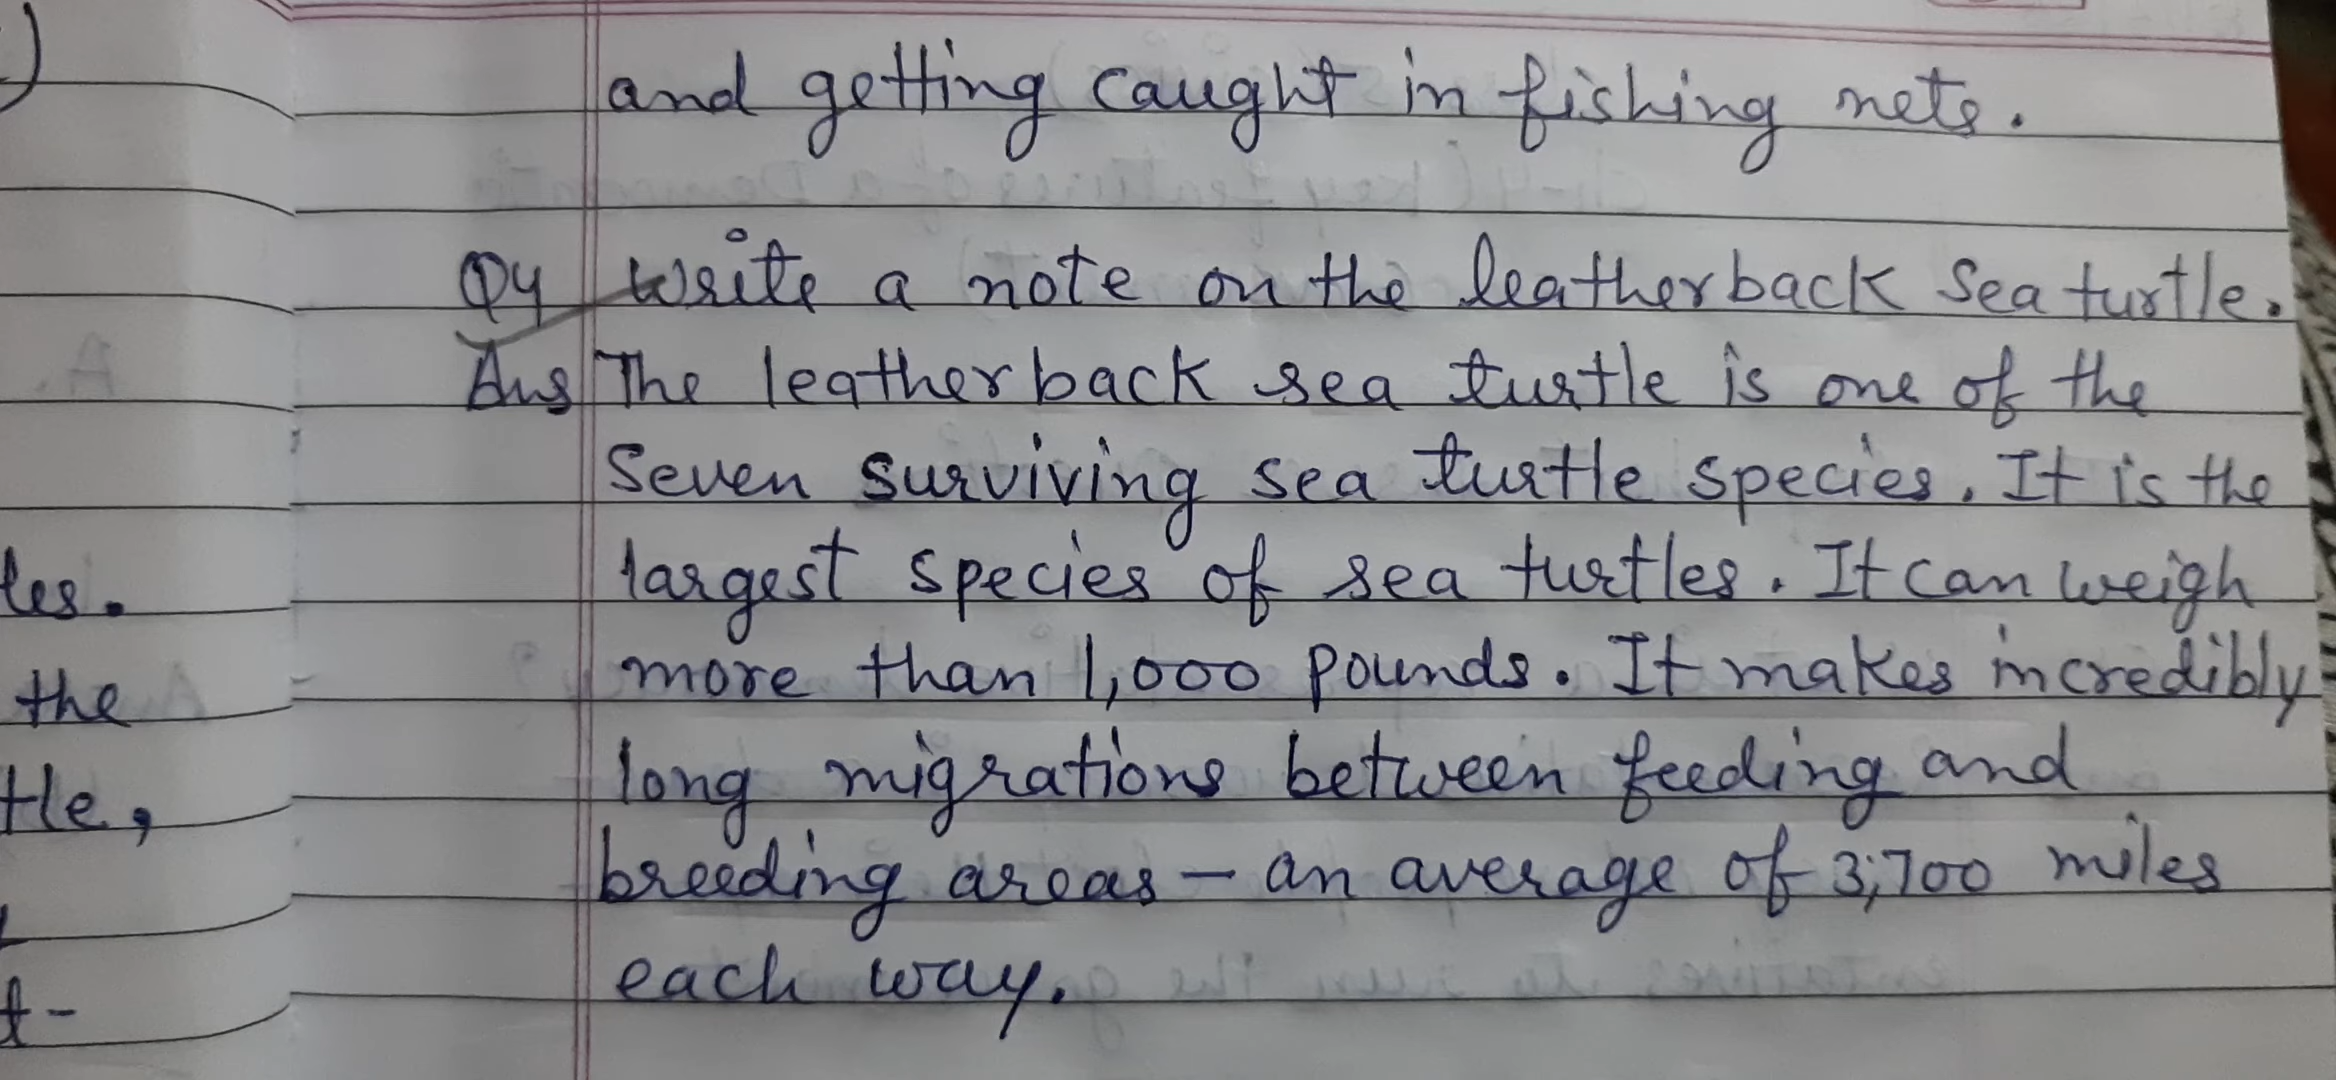 and getting caught in fishing nets.
Q4 Write a note on the leatherback Sea turtle.
Ans The leatherback sea turtle is one of the
Seven surviving sea turtle species. It is the
largest species of sea turtles. It can weigh
more than 1,000 pounds. It makes incredibly
long migrations between feeding and
breeding areas – an average of 3,700 miles
each way.
les.
the
tle,
t-